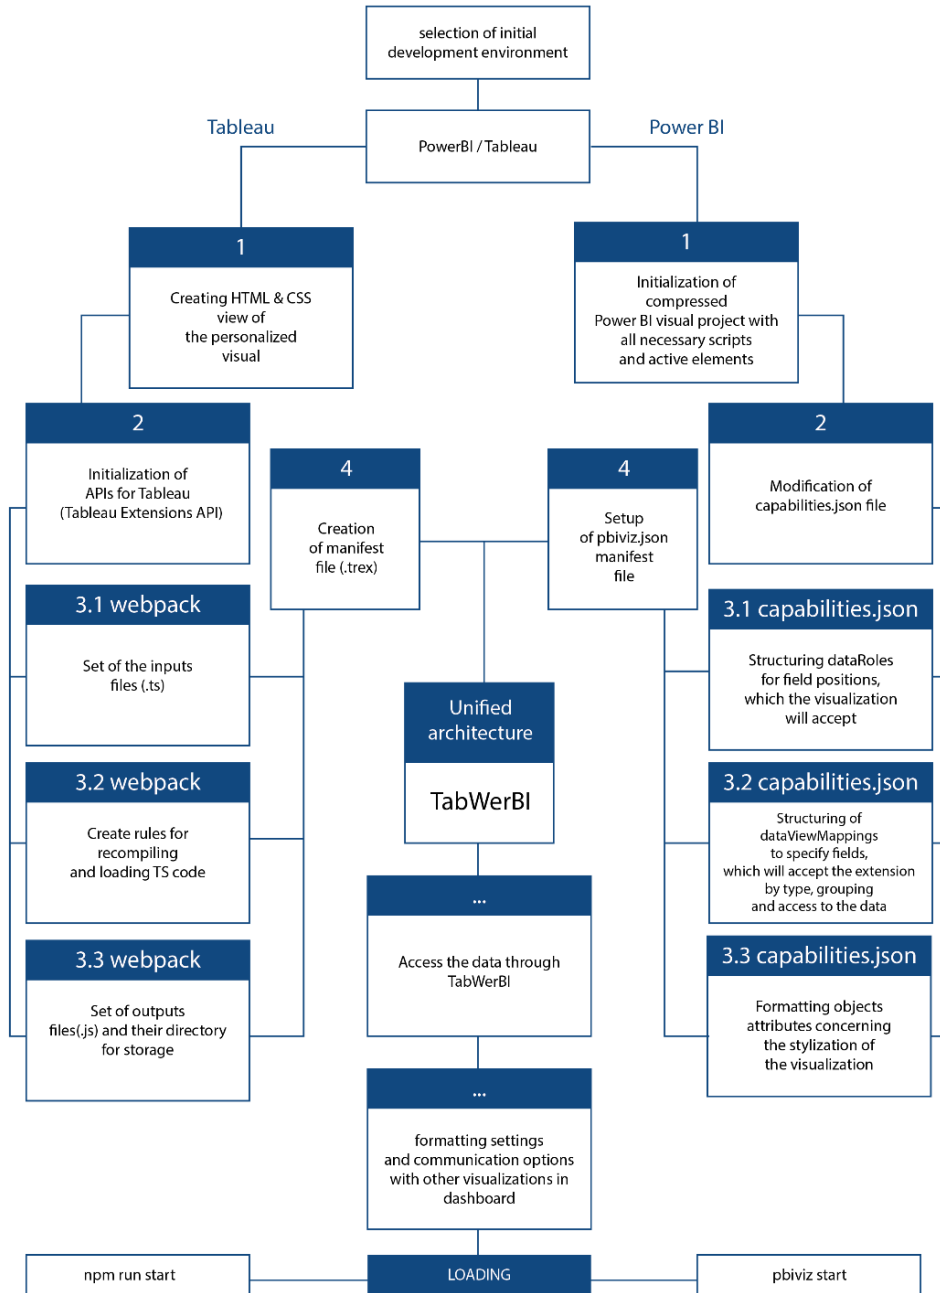 selection of initial
development environment
Tableau
Power BI
PowerBI / Tableau
1
Creating HTML & CSS
view of
the personalized
visual
1
Initialization of
compressed
Power BI visual project with
all necessary scripts
and active elements
2
Initialization of
APIs for Tableau
(Tableau Extensions API)
4
Creation
of manifest
file (.trex)
4
Setup
of pbiviz.json
manifest
file
2
Modification of
capabilities.json file
3.1 webpack
Set of the inputs
files (.ts)
3.1 capabilities.json
Structuring dataRoles
for field positions,
which the visualization
will accept
Unified
architecture
TabWerBI
3.2 webpack
Create rules for
recompiling
and loading TS code
3.2 capabilities.json
Structuring of
dataViewMappings
to specify fields,
which will accept the extension
by type, grouping
and access to the data
...
Access the data through
TabWerBI
3.3 webpack
Set of outputs
files(.js) and their directory
for storage
3.3 capabilities.json
Formatting objects
attributes concerning
the stylization of
the visualization
...
formatting settings
and communication options
with other visualizations in
dashboard
npm run start
LOADING
pbiviz start